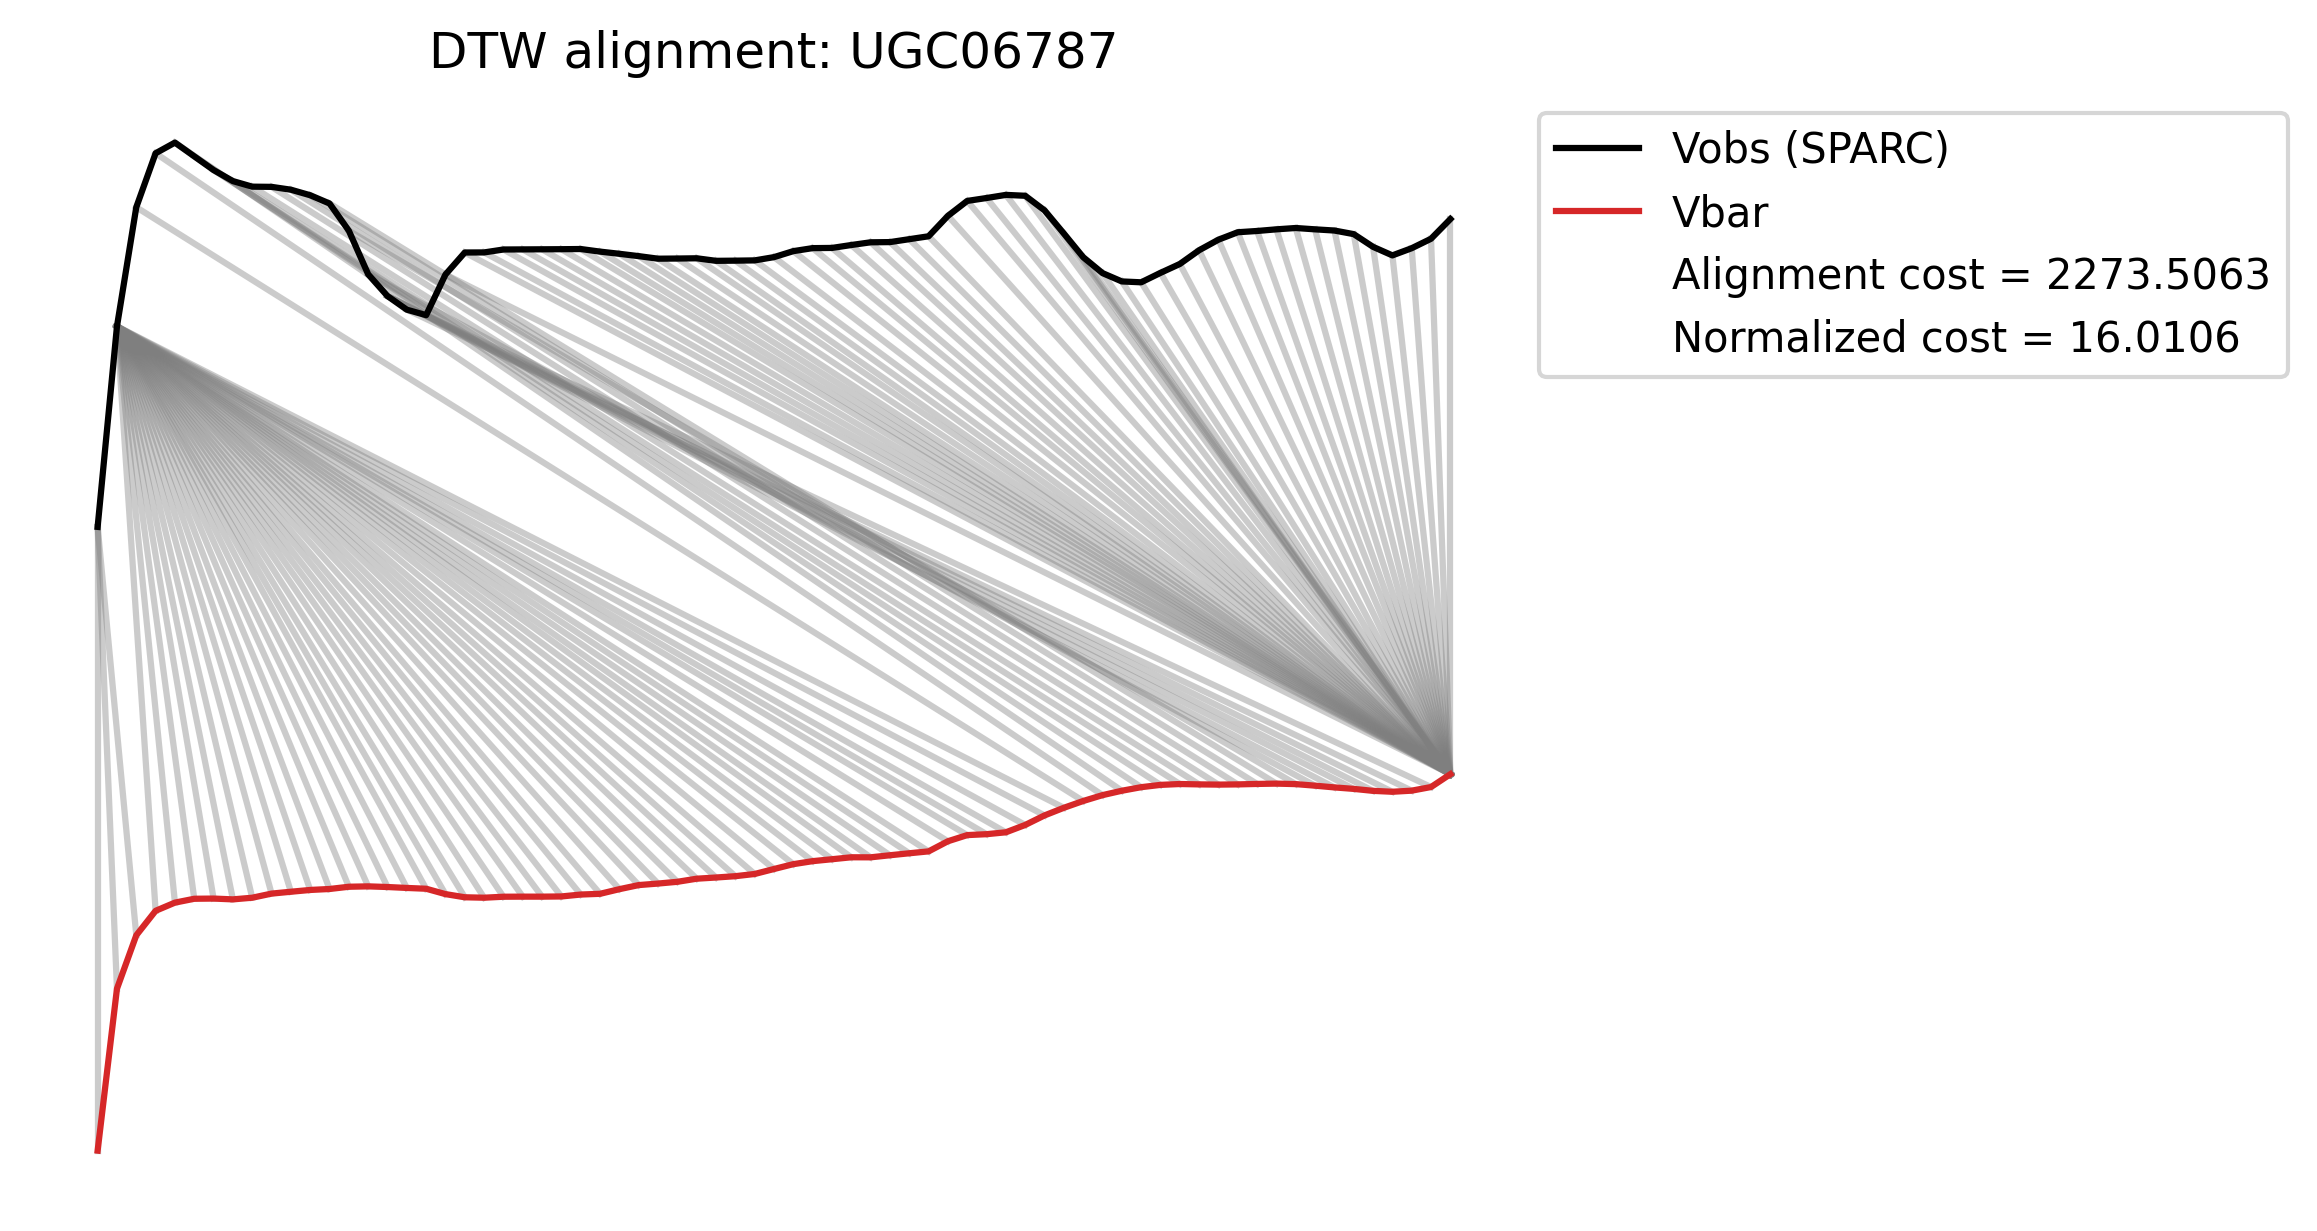 DTW alignment: UGC06787
Vobs (SPARC)
Vbar
Alignment cost = 2273.5063
Normalized cost = 16.0106